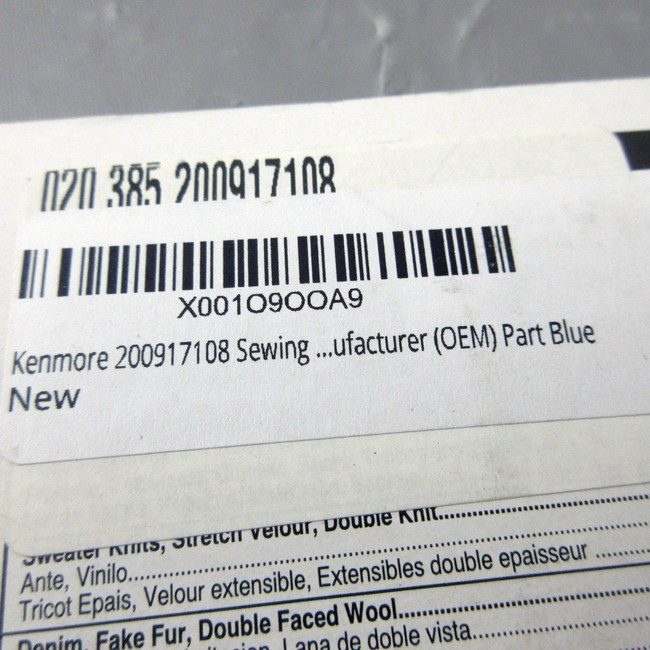 020 385 200917108
X001O9OOA9
Kenmore 200917108 Sewing ...ufacturer (OEM) Part Blue
New
Sweater Knits, Stretch Velour, Double Knit
Ante, Vinilo
Tricot Epais, Velour extensible, Extensibles double epaisseur
Denim, Fake Fur, Double Faced Wool
Lana de doble vista